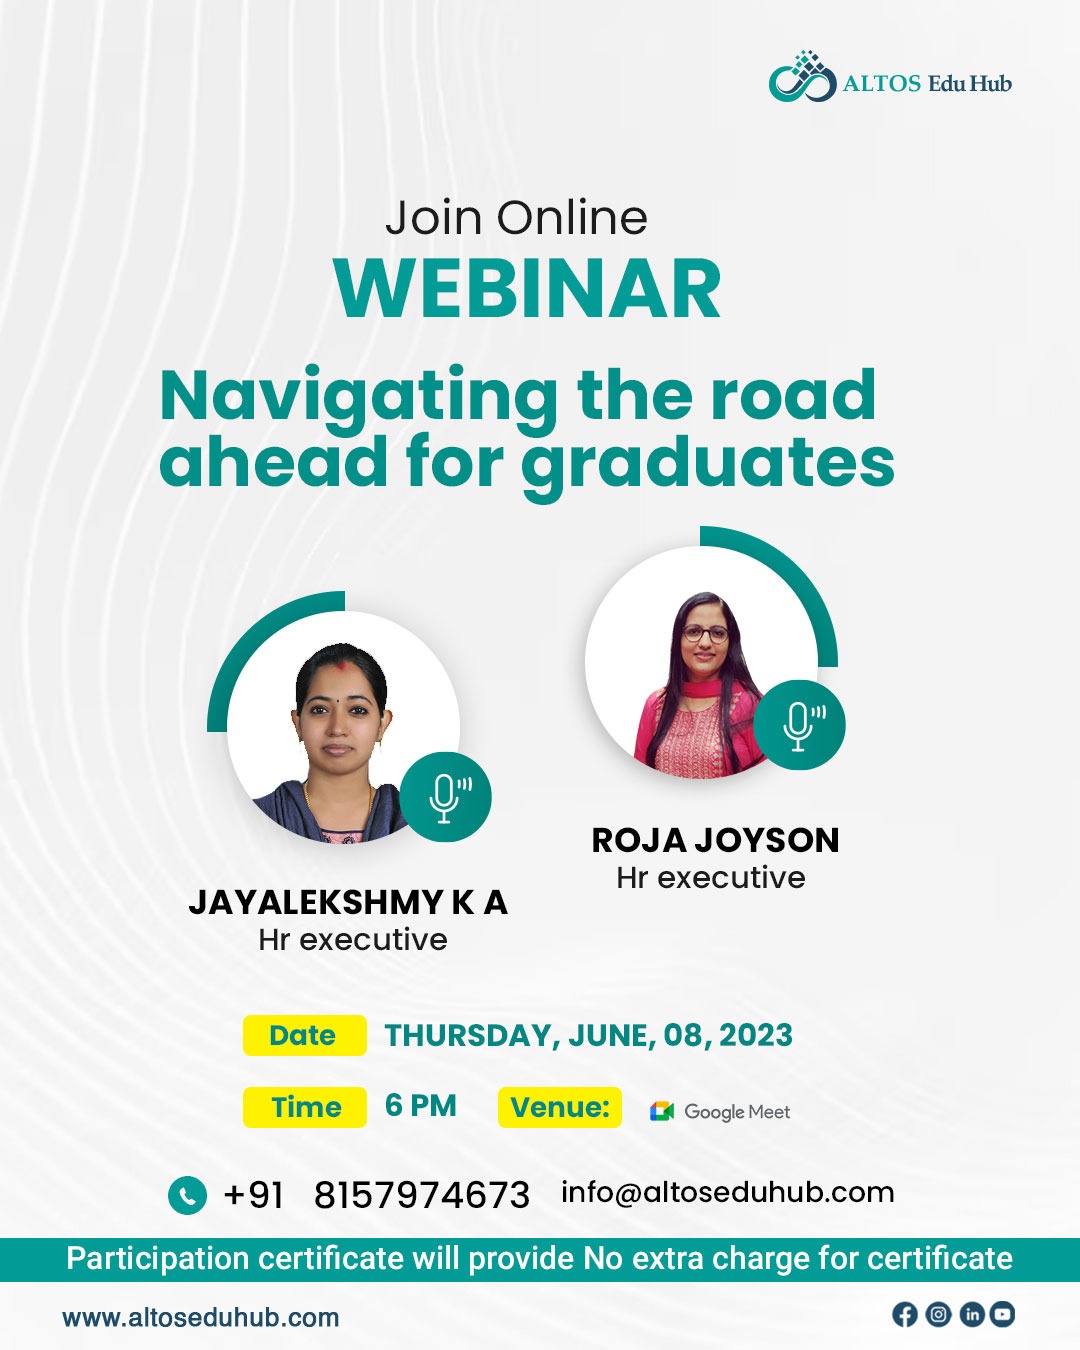 ALTOS Edu Hub
Join Online
WEBINAR
Navigating the road
ahead for graduates
ROJA JOYSON
Hr executive
JAYALEKSHMY K A
Hr executive
Date THURSDAY, JUNE, 08, 2023
Time 6 PM Venue: Google Meet
+91 8157974673 info@altoseduhub.com
Participation certificate will provide No extra charge for certificate
www.altoseduhub.com